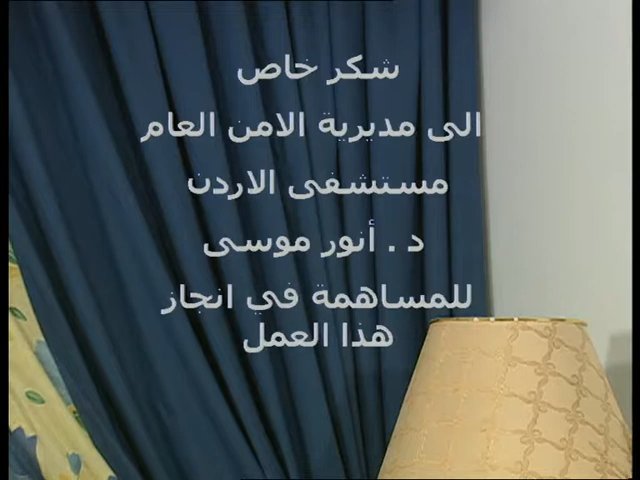 شكر خاص
الى مديرية الامن العام
مستشفى الاردن
د . أنور موسى
للمساهمة في انجاز
هذا العمل